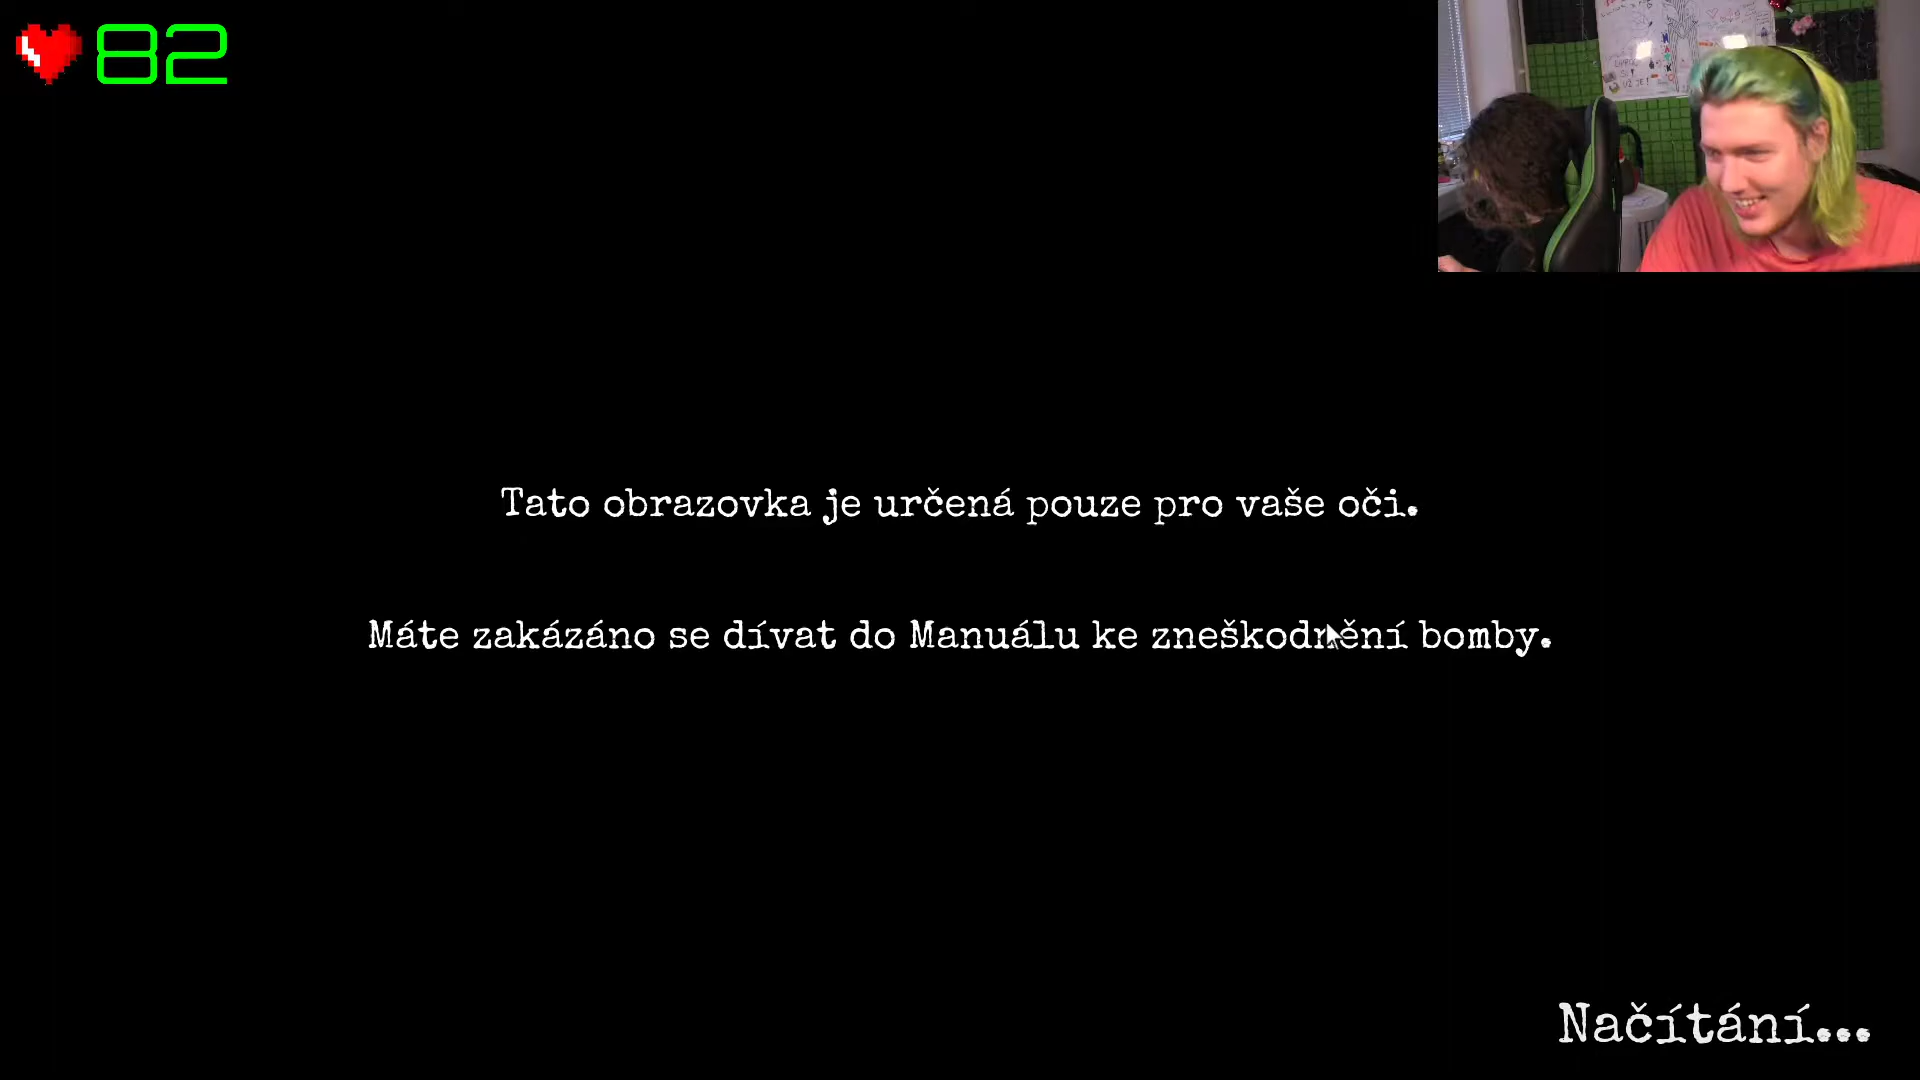 82
Tato obrazovka je určená pouze pro vaše oči.
Máte zakázáno se dívat do Manuálu ke zneškodnění bomby.
Načítání...